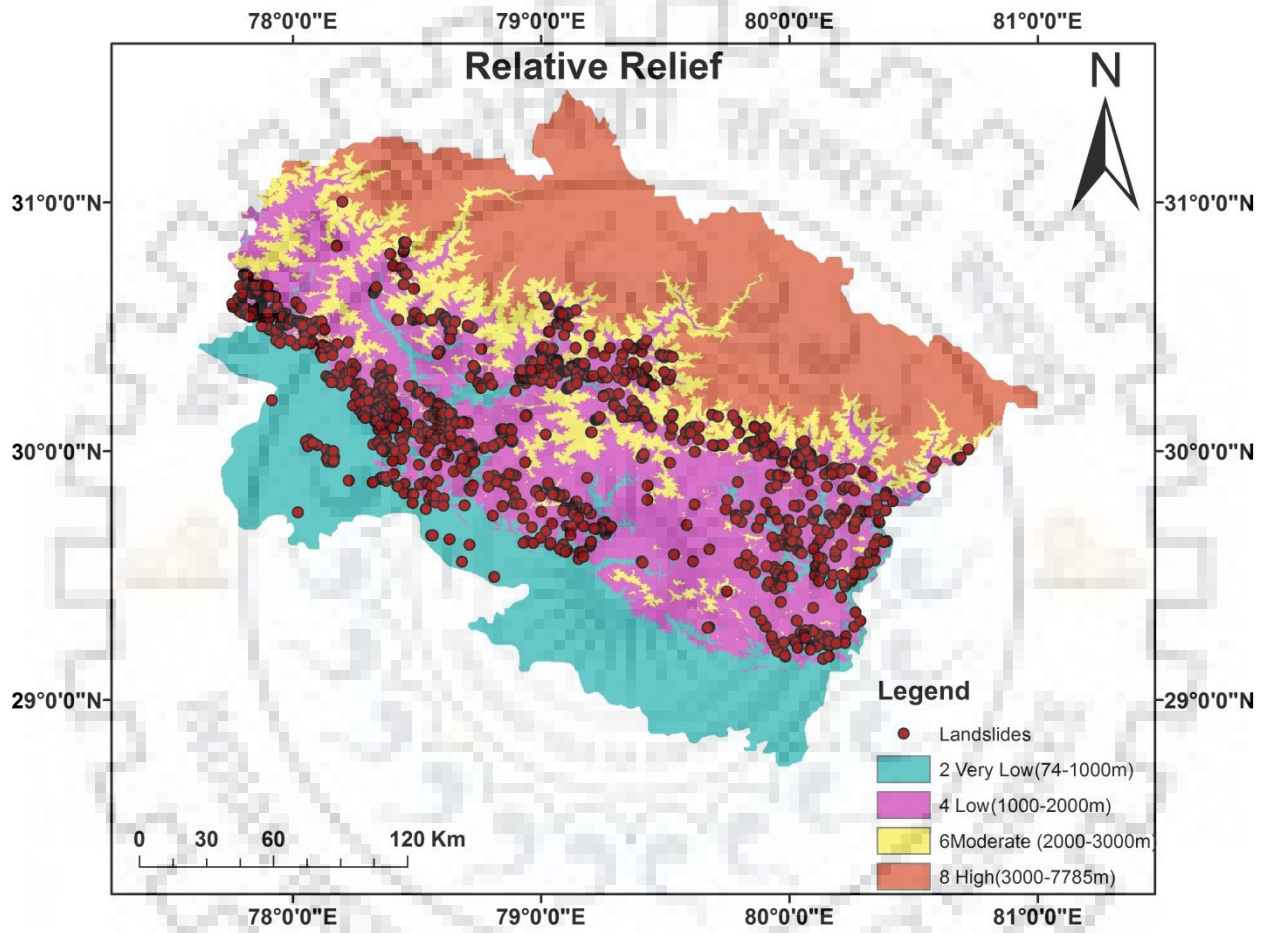 78°0'0"E 79°0'0"E 80°0'0"E 81°0'0"E
Relative Relief
N
31°0'0"N 31°0'0"N
30°0'0"N 30°0'0"N
29°0'0"N 29°0'0"N
Legend
Landslides
2 Very Low(74-1000m)
4 Low(1000-2000m)
6Moderate (2000-3000m)
8 High(3000-7785m)
0 30 60 120 Km
78°0'0"E 79°0'0"E 80°0'0"E 81°0'0"E